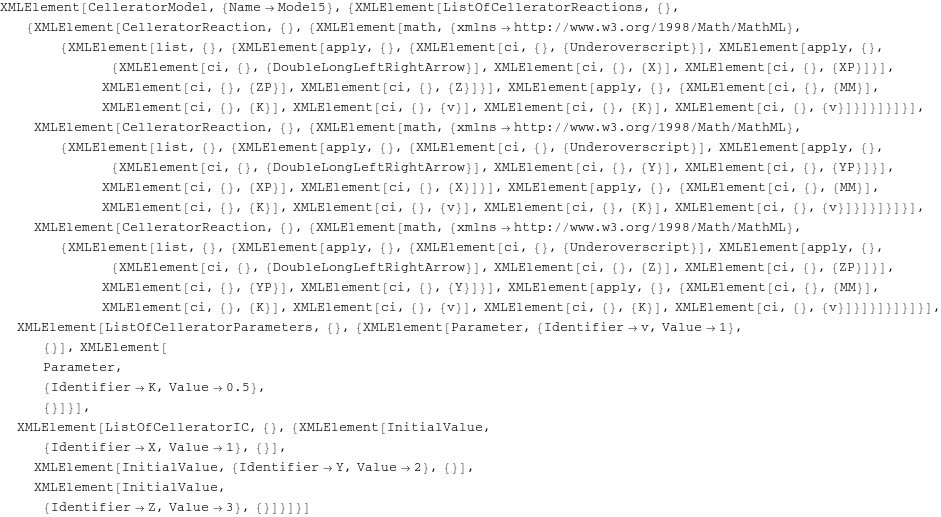 XMLElement[CelleratorModel, {Name→Model5}, {XMLElement[ListOfCelleratorReactions, {},
{XMLElement[CelleratorReaction, {}, {XMLElement[math, {xmlns→http://www.w3.org/1998/Math/MathML},
{XMLElement[list, {}, {XMLElement[apply, {}, {XMLElement[ci, {}, {Underoverscript}], XMLElement[apply, {},
{XMLElement[ci, {}, {DoubleLongLeftRightArrow}], XMLElement[ci, {}, {X}], XMLElement[ci, {}, {XP}]}],
XMLElement[ci, {}, {ZP}], XMLElement[ci, {}, {Z}]}], XMLElement[apply, {}, {XMLElement[ci, {}, {MM}],
XMLElement[ci, {}, {K}], XMLElement[ci, {}, {v}], XMLElement[ci, {}, {K}], XMLElement[ci, {}, {v}]}]}]}]}],
XMLElement[CelleratorReaction, {}, {XMLElement[math, {xmlns→http://www.w3.org/1998/Math/MathML},
{XMLElement[list, {}, {XMLElement[apply, {}, {XMLElement[ci, {}, {Underoverscript}], XMLElement[apply, {},
{XMLElement[ci, {}, {DoubleLongLeftRightArrow}], XMLElement[ci, {}, {Y}], XMLElement[ci, {}, {YP}]}],
XMLElement[ci, {}, {XP}], XMLElement[ci, {}, {X}]}], XMLElement[apply, {}, {XMLElement[ci, {}, {MM}],
XMLElement[ci, {}, {K}], XMLElement[ci, {}, {v}], XMLElement[ci, {}, {K}], XMLElement[ci, {}, {v}]}]}]}]}],
XMLElement[CelleratorReaction, {}, {XMLElement[math, {xmlns→http://www.w3.org/1998/Math/MathML},
{XMLElement[list, {}, {XMLElement[apply, {}, {XMLElement[ci, {}, {Underoverscript}], XMLElement[apply, {},
{XMLElement[ci, {}, {DoubleLongLeftRightArrow}], XMLElement[ci, {}, {Z}], XMLElement[ci, {}, {ZP}]}],
XMLElement[ci, {}, {YP}], XMLElement[ci, {}, {Y}]}], XMLElement[apply, {}, {XMLElement[ci, {}, {MM}],
XMLElement[ci, {}, {K}], XMLElement[ci, {}, {v}], XMLElement[ci, {}, {K}], XMLElement[ci, {}, {v}]}]}]}]}]}],
XMLElement[ListOfCelleratorParameters, {}, {XMLElement[Parameter, {Identifier→v, Value→1},
{}], XMLElement[
Parameter,
{Identifier→K, Value→0.5},
{}]}],
XMLElement[ListOfCelleratorIC, {}, {XMLElement[InitialValue,
{Identifier→X, Value→1}, {}],
XMLElement[InitialValue, {Identifier→Y, Value→2}, {}],
XMLElement[InitialValue,
{Identifier→Z, Value→3}, {}]}]}]